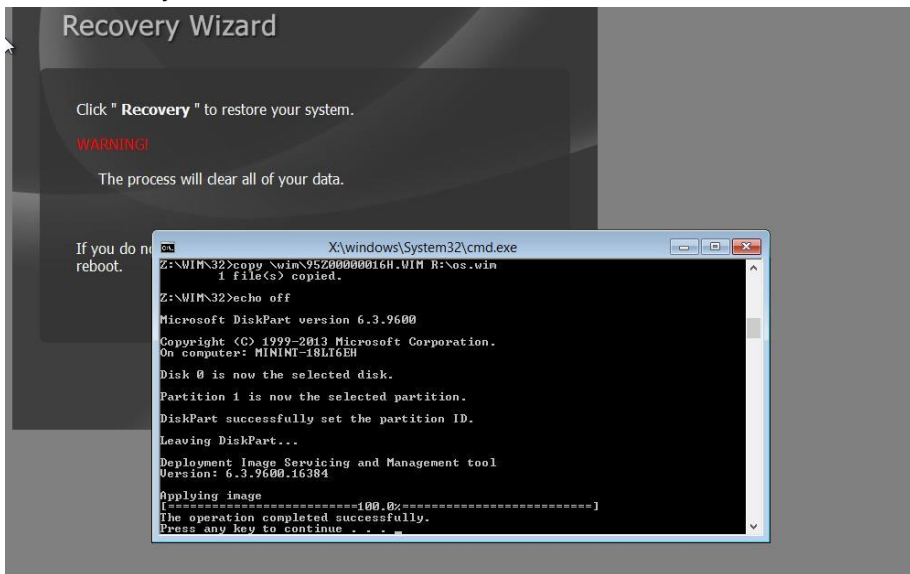 Recovery Wizard
Click " Recovery " to restore your system.
WARNING!
The process will clear all of your data.
If you do n
reboot.
X:\windows\System32\cmd.exe
Z:\WIM\32>copy \wim\95Z00000016H.WIM R:\os.wim
1 file(s) copied.
Z:\WIM\32>echo off
Microsoft DiskPart version 6.3.9600
Copyright (C) 1999-2013 Microsoft Corporation.
On computer: MININT-18LT6EH
Disk 0 is now the selected disk.
Partition 1 is now the selected partition.
DiskPart successfully set the partition ID.
Leaving DiskPart...
Deployment Image Servicing and Management tool
Version: 6.3.9600.16384
Applying image
[==========================100.0%==========================]
The operation completed successfully.
Press any key to continue . . . _